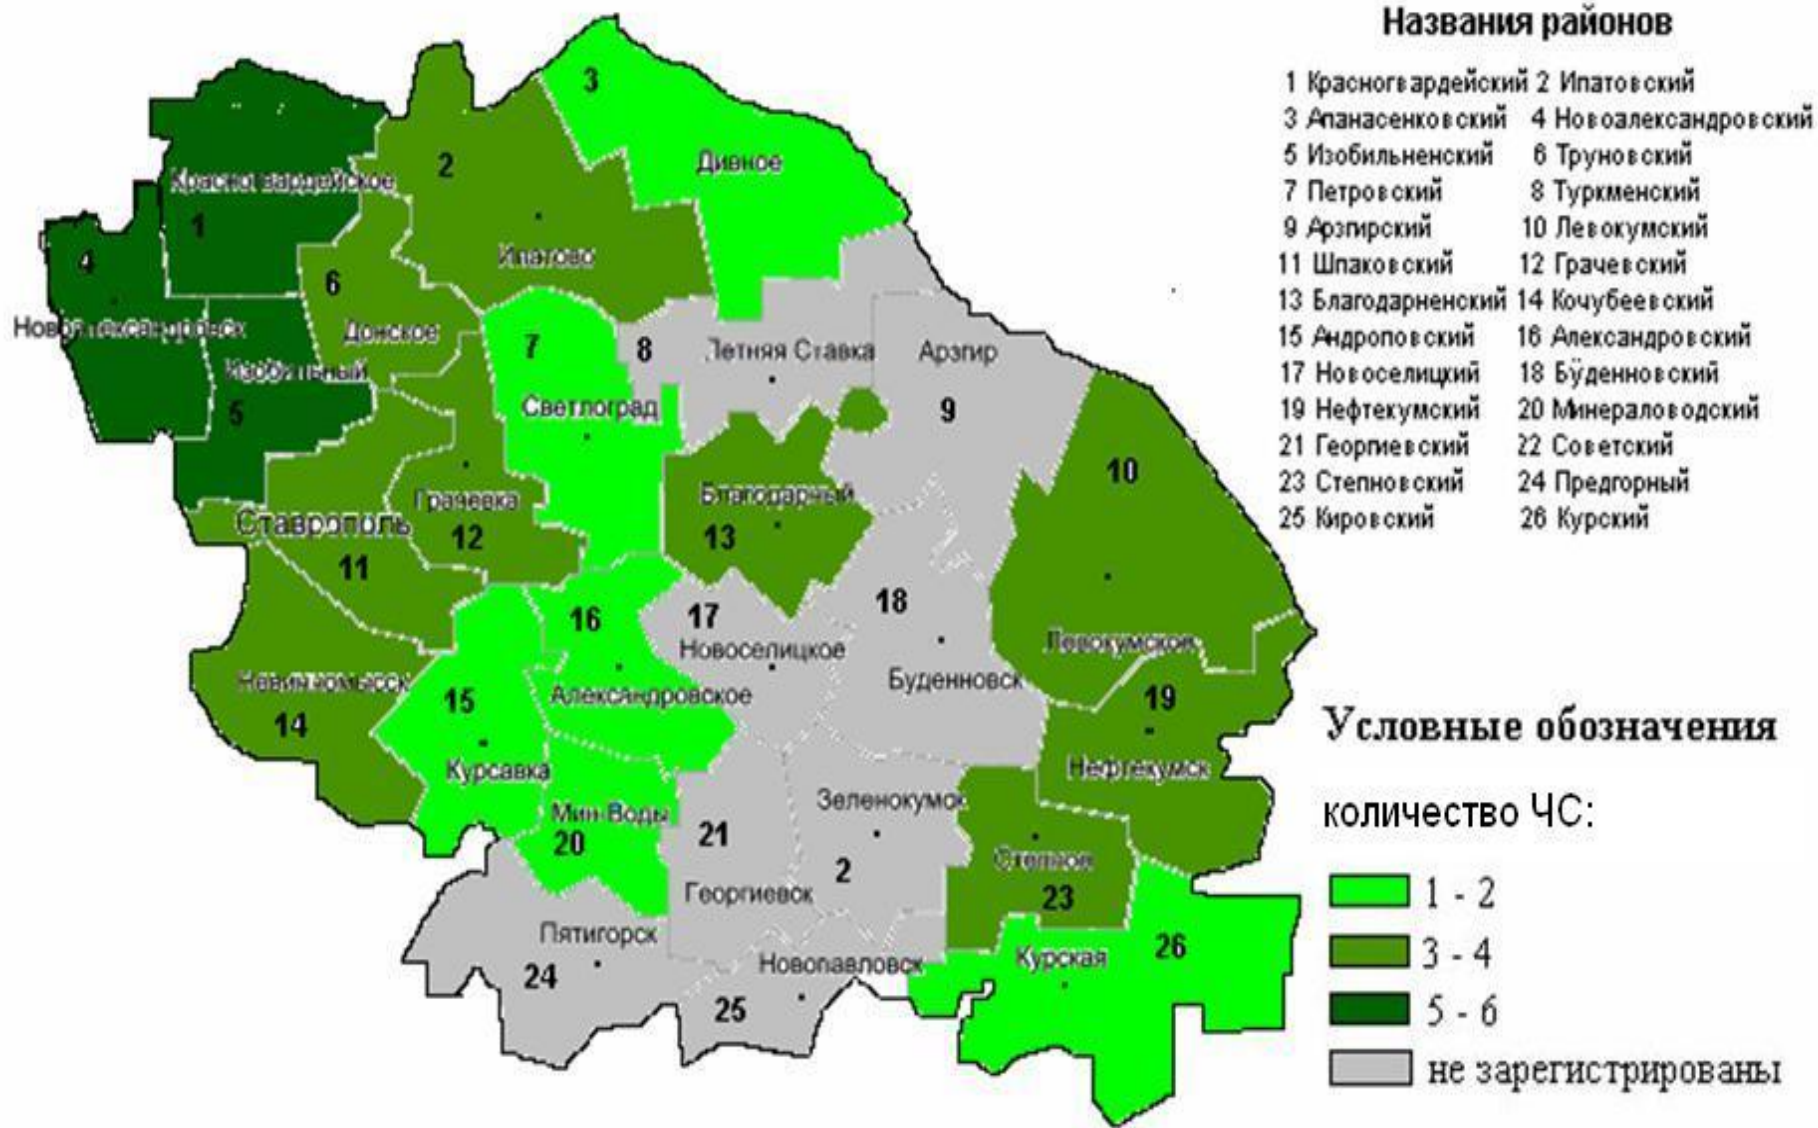 Названия районов
1 Красногвардейский 2 Ипатовский
3 Апанасенковский 4 Новоалександровский
5 Изобильненский 6 Труновский
7 Петровский 8 Туркменский
9 Арзгирский 10 Левокумский
11 Шпаковский 12 Грачевский
13 Благодарненский 14 Кочубеевский
15 Андроповский 16 Александровский
17 Новоселицкий 18 Буденновский
19 Нефтекумский 20 Минераловодский
21 Георгиевский 22 Советский
23 Степновский 24 Предгорный
25 Кировский 26 Курский
3
Дивное
2
Ипатово
Красногвардейское
1
4
Новоалександровск
6
Донское
Изобильный
5
7
Светлоград
8
Летняя Ставка
Арзгир
9
10
Левокумское
Благодарный
13
Грачевка
12
Ставрополь
11
16
Александровское
17
Новоселицкое
18
Буденновск
Невинномысск
14
15
Курсавка
19
Нефтекумск
Мин-Воды
20
21
Георгиевск
Зеленокумск
2
Степное
23
Пятигорск
24
Новопавловск
25
Курская
26
Условные обозначения
количество ЧС:
1 - 2
3 - 4
5 - 6
не зарегистрированы